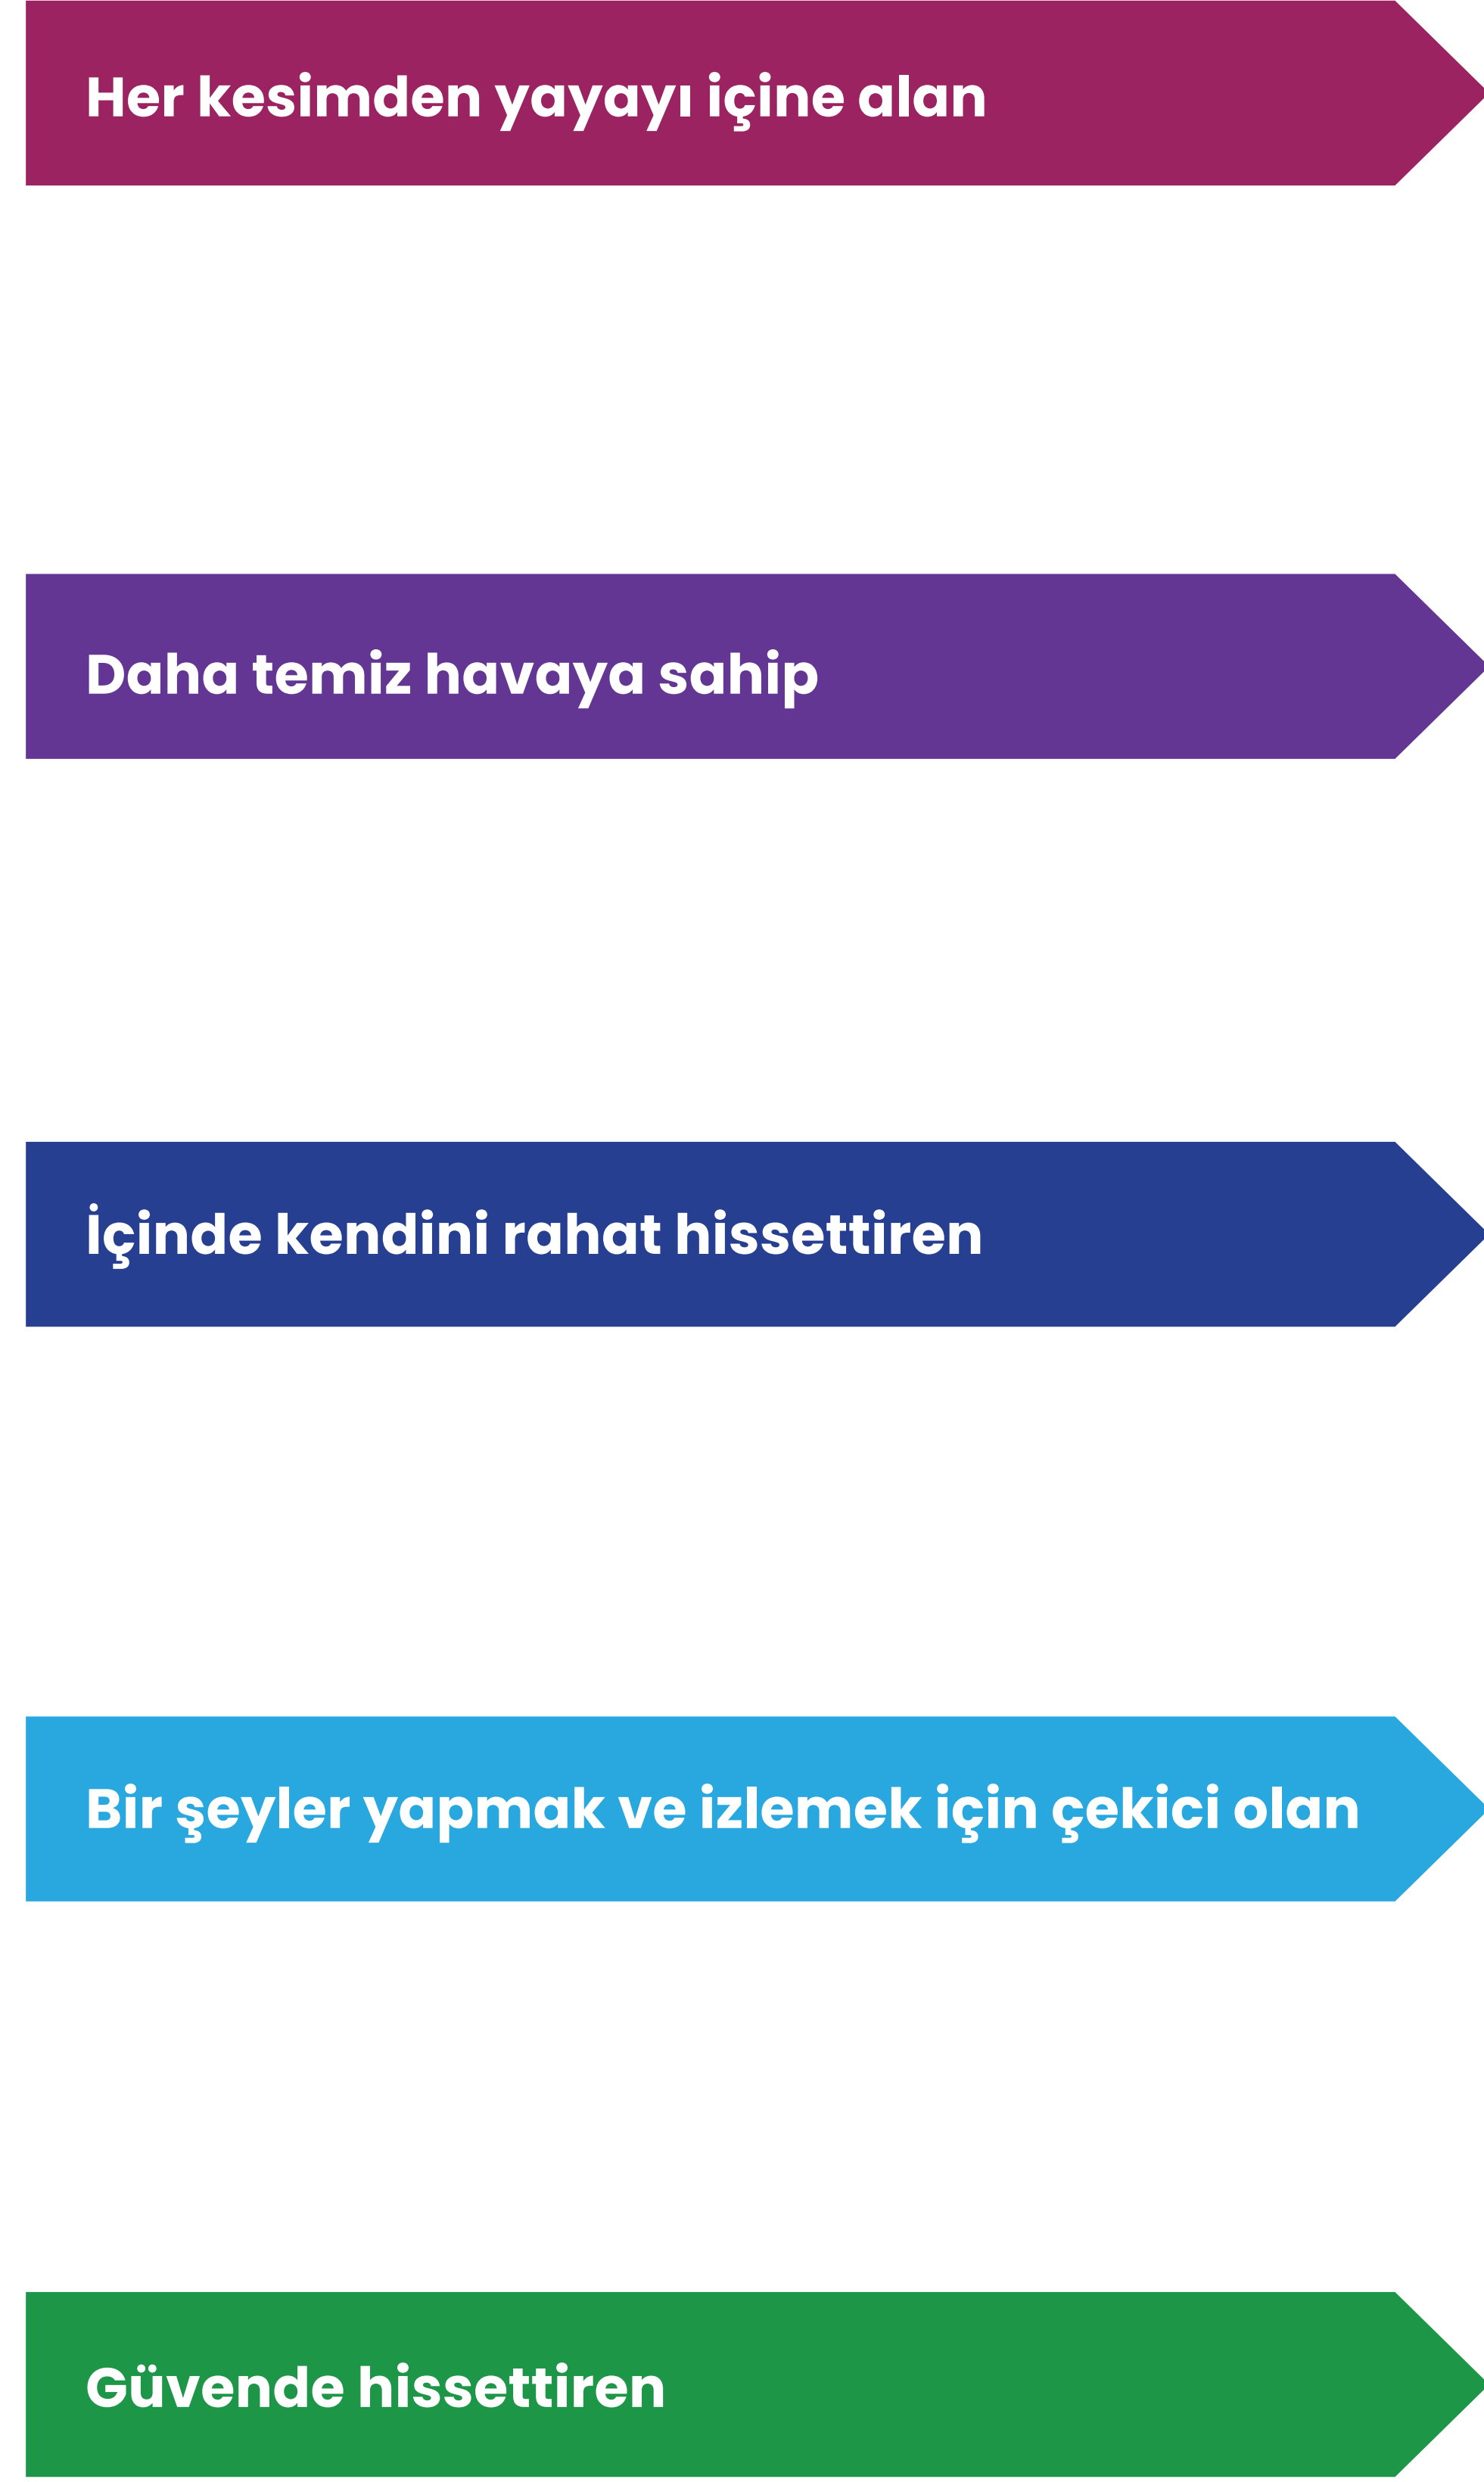 Her kesimden yayayı içine alan
Daha temiz havaya sahip
İçinde kendini rahat hissettiren
Bir şeyler yapmak ve izlemek için çekici olan
Güvende hissettiren